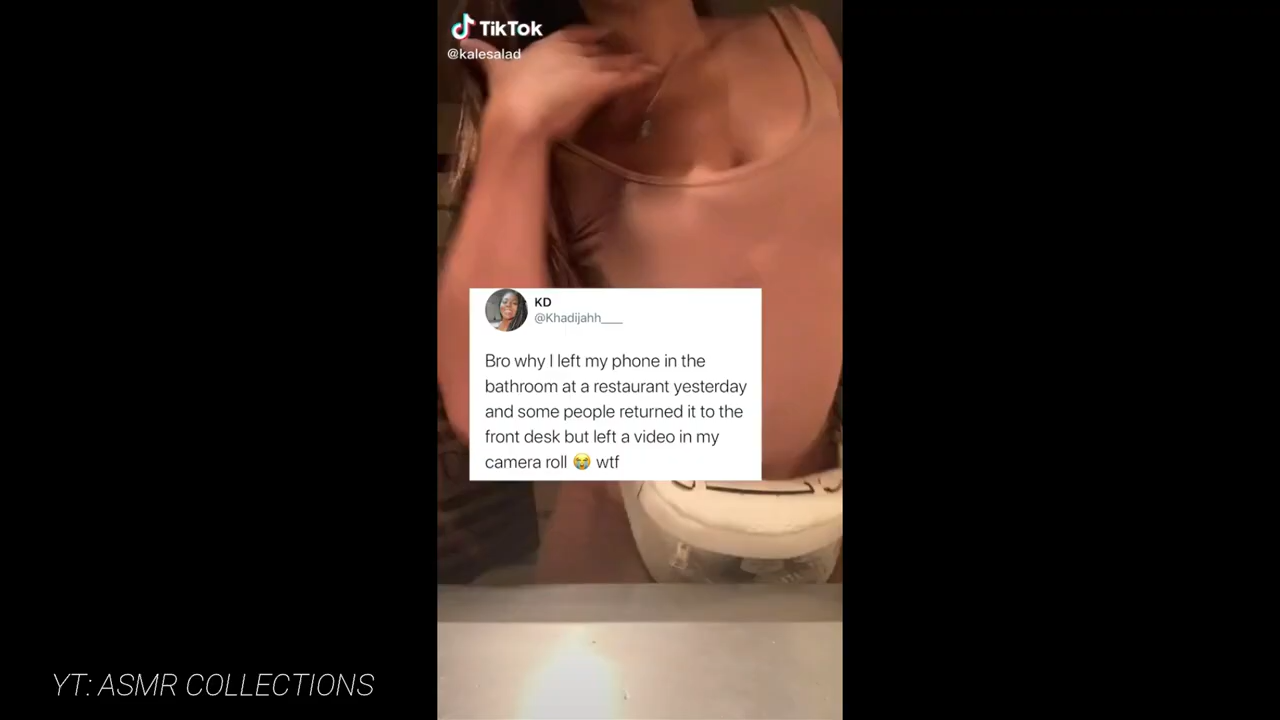 TikTok
@kalesalad
KD
@Khadijahh____
Bro why I left my phone in the
bathroom at a restaurant yesterday
and some people returned it to the
front desk but left a video in my
camera roll 😭 wtf
YT: ASMR COLLECTIONS